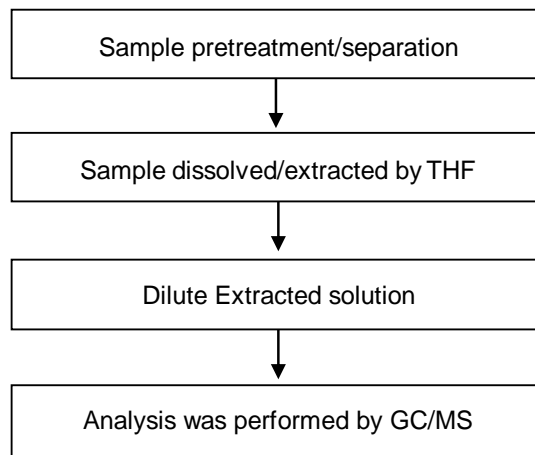 Sample pretreatment/separation
Sample dissolved/extracted by THF
Dilute Extracted solution
Analysis was performed by GC/MS